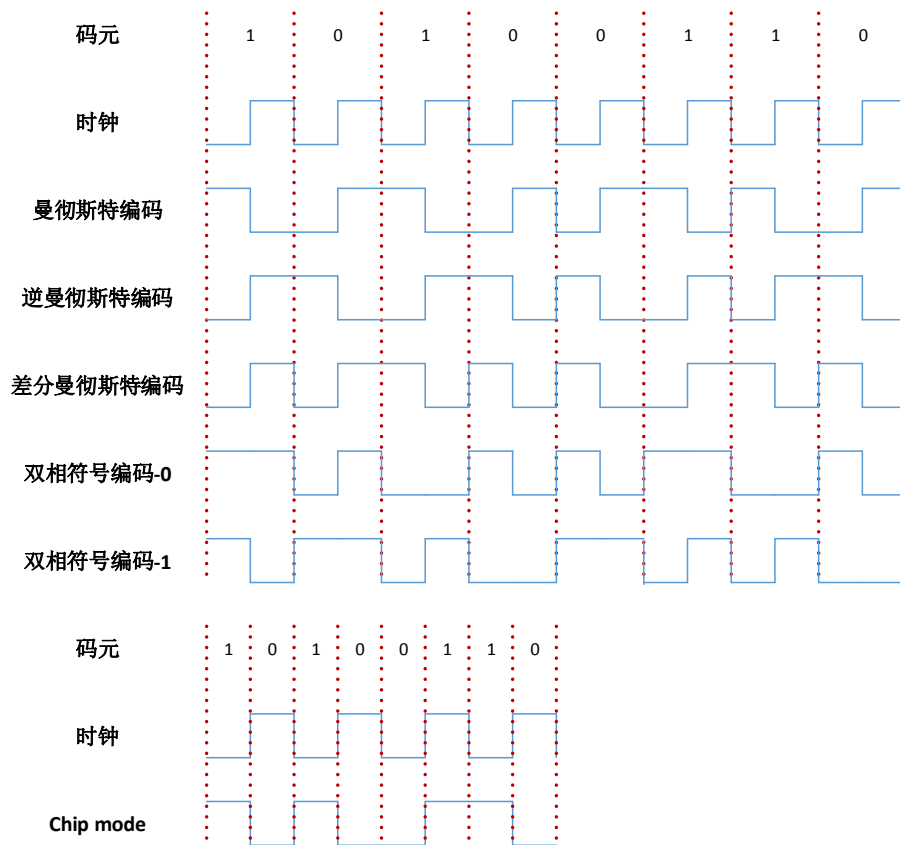 码元 1 0 1 0 0 1 1 0
时钟
曼彻斯特编码
逆曼彻斯特编码
差分曼彻斯特编码
双相符号编码-0
双相符号编码-1
码元 1 0 1 0 0 1 1 0
时钟
Chip mode